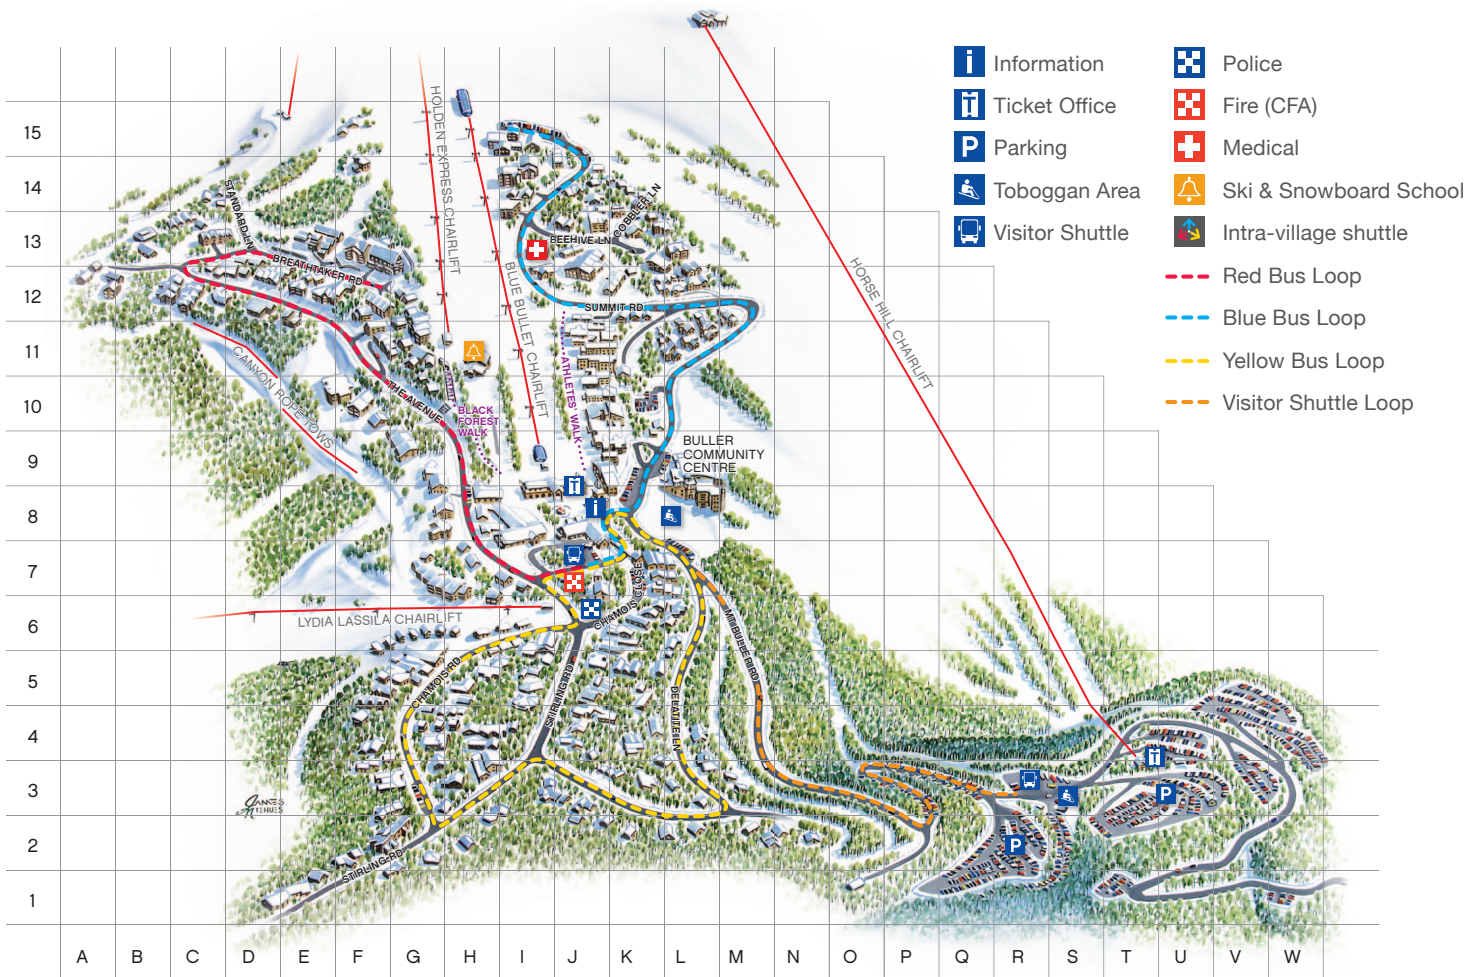 Information
Ticket Office
Parking
Toboggan Area
Visitor Shuttle
Police
Fire (CFA)
Medical
Ski & Snowboard School
Intra-village shuttle
Red Bus Loop
Blue Bus Loop
Yellow Bus Loop
Visitor Shuttle Loop
15
14
13
12
11
10
9
8
7
6
5
4
3
2
1
A B C D E F G H I J K L M N O P Q R S T U V W
HOLDEN EXPRESS CHAIRLIFT
BLUE BULLET CHAIRLIFT
HORSE HILL CHAIRLIFT
STANDARD LN
BREATHTAKER RD
COBBLER LN
BEEHIVE LN
SUMMIT RD
CANYON ROPETOWS
THE AVENUE
BLACK
FOREST
WALK
ATHLETES' WALK
BULLER
COMMUNITY
CENTRE
CHAMOIS CLOSE
LYDIA LASSILA CHAIRLIFT
MT BULLER RD
CHAMOIS RD
STIRLING RD
DELATITE LN
STIRLING RD
JAMES
NIEHUES
i
T
P
P
T